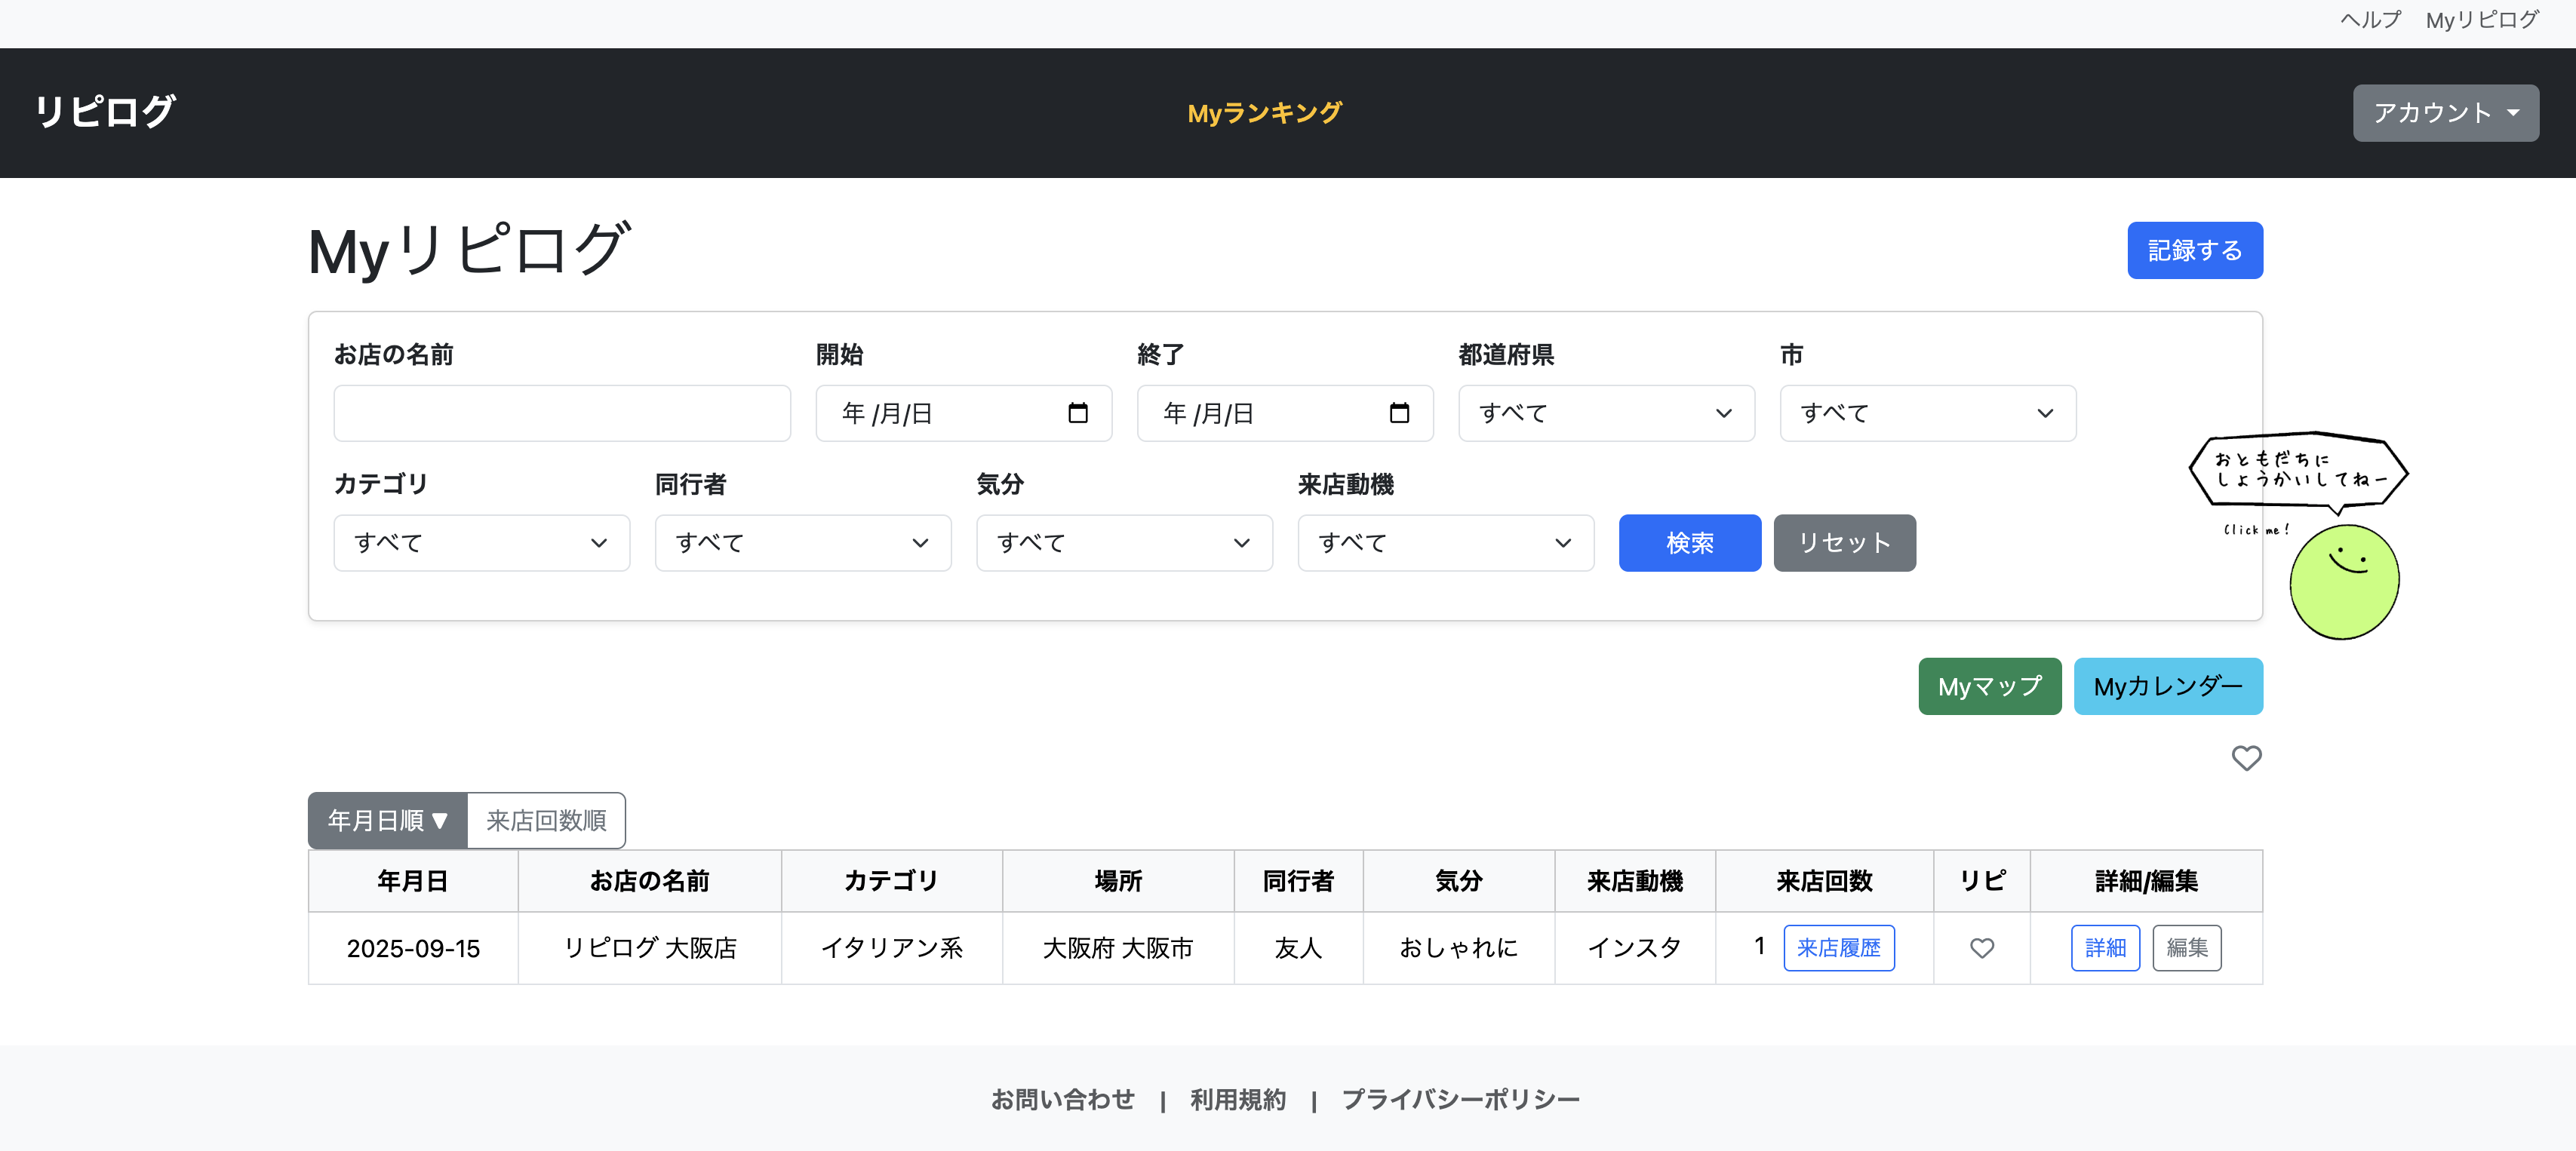 ヘルプ Myリピログ
リピログ Myランキング アカウント
Myリピログ 記録する
お店の名前 開始 終了 都道府県 市
年 /月/日 年 /月/日 すべて すべて
おともだちに
しょうかいしてねー
Click me!
カテゴリ 同行者 気分 来店動機
すべて すべて すべて すべて 検索 リセット
Myマップ Myカレンダー
年月日順▼ 来店回数順
年月日 お店の名前 カテゴリ 場所 同行者 気分 来店動機 来店回数 リピ 詳細/編集
2025-09-15 リピログ 大阪店 イタリアン系 大阪府 大阪市 友人 おしゃれに インスタ 1 来店履歴 詳細 編集
お問い合わせ | 利用規約 | プライバシーポリシー